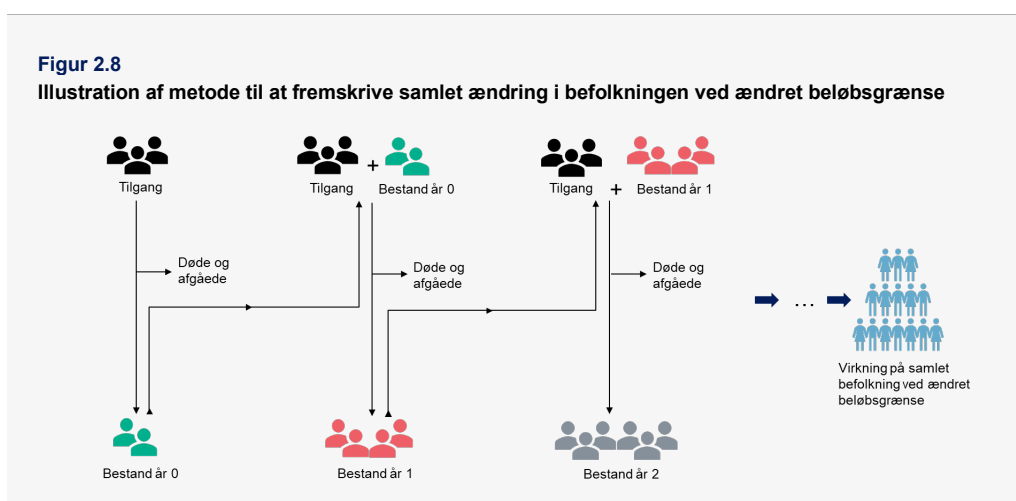 Figur 2.8
Illustration af metode til at fremskrive samlet ændring i befolkningen ved ændret beløbsgrænse
Tilgang
Tilgang
+
Bestand år 0
Tilgang
+
Bestand år 1
Døde og
afgåede
Døde og
afgåede
Døde og
afgåede
...
Virkning på samlet
befolkning ved ændret
beløbsgrænse
Bestand år 0
Bestand år 1
Bestand år 2